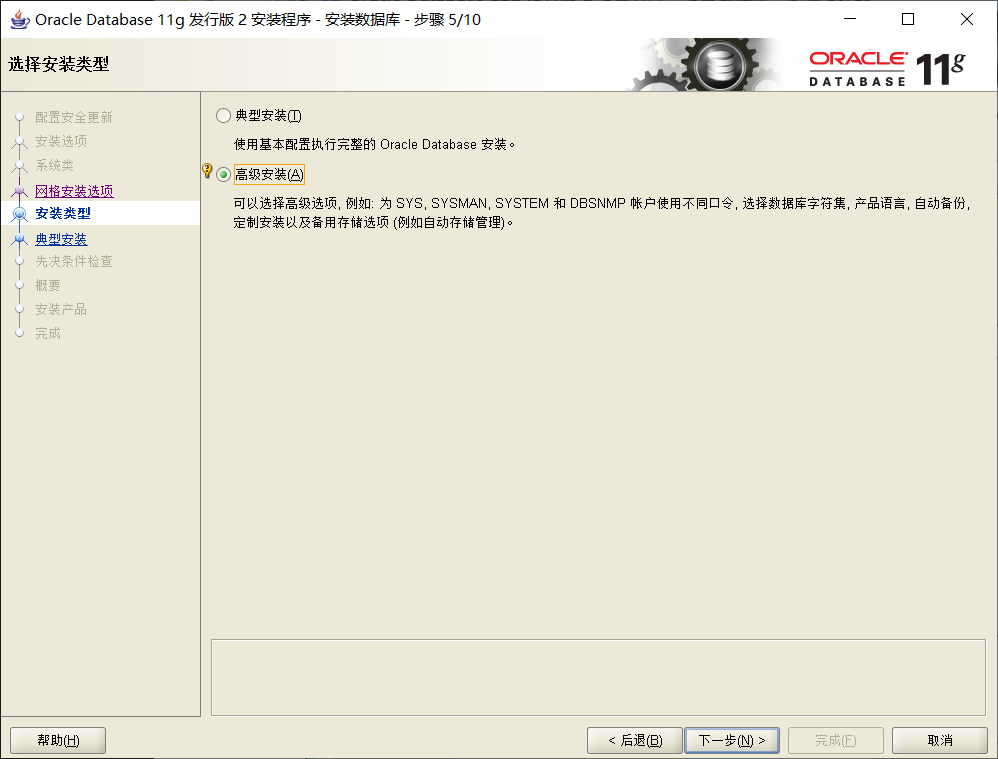 Oracle Database 11g 发行版 2 安装程序 - 安装数据库 - 步骤 5/10
选择安装类型
ORACLE
DATABASE
11g
配置安全更新
安装选项
系统类
网格安装选项
安装类型
典型安装
先决条件检查
概要
安装产品
完成
典型安装(T)
使用基本配置执行完整的 Oracle Database 安装。
高级安装(A)
可以选择高级选项, 例如: 为 SYS, SYSMAN, SYSTEM 和 DBSNMP 帐户使用不同口令, 选择数据库字符集, 产品语言, 自动备份,
定制安装以及备用存储选项 (例如自动存储管理)。
帮助(H)
< 后退(B)
下一步(N) >
完成(F)
取消